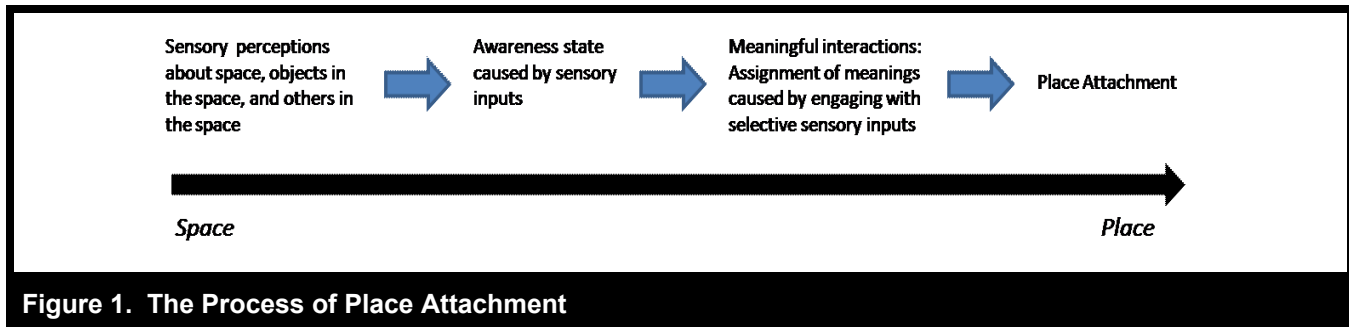 Sensory perceptions
about space, objects in
the space, and others in
the space
Awareness state
caused by sensory
inputs
Meaningful interactions:
Assignment of meanings
caused by engaging with
selective sensory inputs
Place Attachment
Space
Place
Figure 1. The Process of Place Attachment